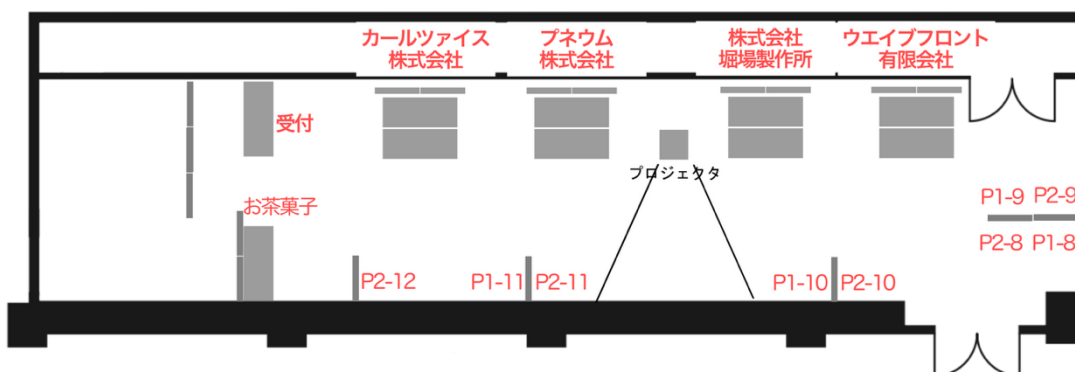 カールツァイス
株式会社
プネウム
株式会社
株式会社
堀場製作所
ウエイブフロント
有限会社
受付
プロジェクタ
お茶菓子
P1-9 P2-9
P2-8 P1-8
P2-12
P1-11 P2-11
P1-10 P2-10